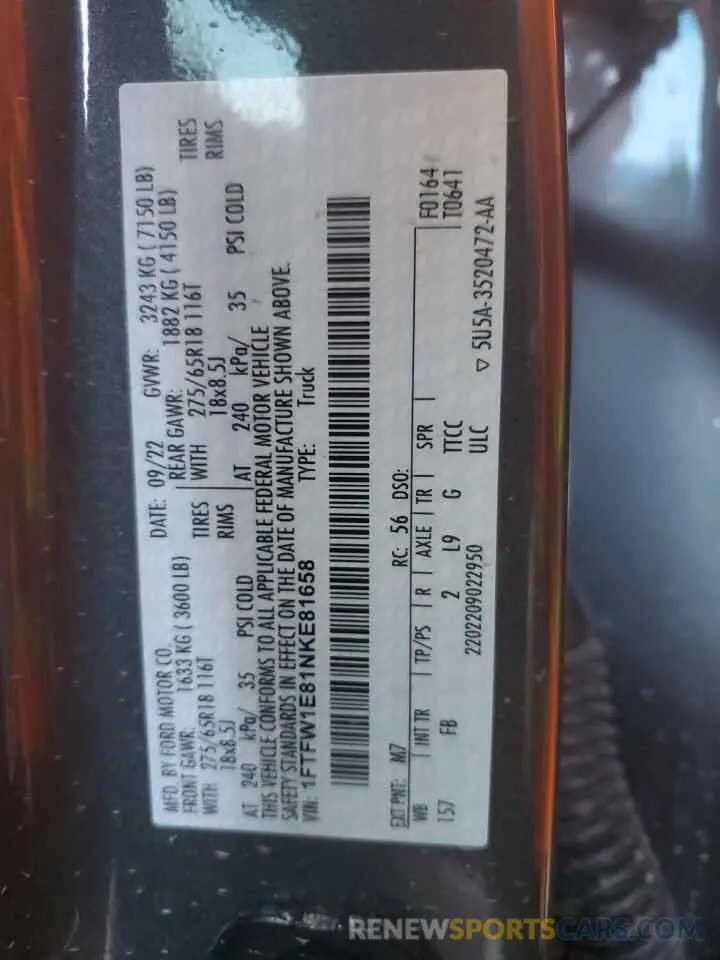 MFD. BY FORD MOTOR CO. DATE: 09/22 GVWR: 3243 KG ( 7150 LB)
FRONT GAWR: 1633 KG ( 3600 LB) REAR GAWR: 1882 KG ( 4150 LB)
WITH 275/65R18 116T TIRES WITH 275/65R18 116T TIRES
18x8.5J RIMS 18x8.5J RIMS
AT 240 kPa/ 35 PSI COLD AT 240 kPa/ 35 PSI COLD
THIS VEHICLE CONFORMS TO ALL APPLICABLE FEDERAL MOTOR VEHICLE
SAFETY STANDARDS IN EFFECT ON THE DATE OF MANUFACTURE SHOWN ABOVE.
VIN: 1FTFW1E81NKE81658 TYPE: Truck
EXT PNT: M7 RC: 56 DSO:
WB INT TR TP/PS R AXLE TR SPR F0164
157 FB 2 L9 G TTCC T0641
2202209022950 ULC
▽ 5U5A-3520472-AA
RENEWSPORTSCARS.COM